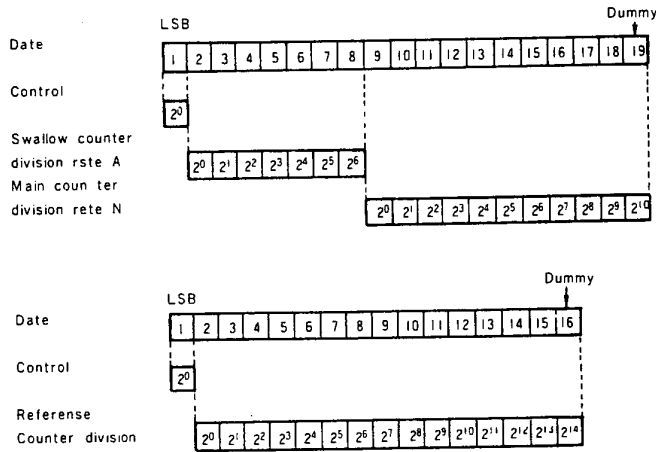 Dummy
LSB
Date 1 2 3 4 5 6 7 8 9 10 11 12 13 14 15 16 17 18 19
Control
2⁰
Swallow counter
division rste A 2⁰ 2¹ 2² 2³ 2⁴ 2⁵ 2⁶
Main coun ter
division rete N 2⁰ 2¹ 2² 2³ 2⁴ 2⁵ 2⁶ 2⁷ 2⁸ 2⁹ 2¹⁰
Dummy
LSB
Date 1 2 3 4 5 6 7 8 9 10 11 12 13 14 15 16
Control
2⁰
Referense
Counter division 2⁰ 2¹ 2² 2³ 2⁴ 2⁵ 2⁶ 2⁷ 2⁸ 2⁹ 2¹⁰ 2¹¹ 2¹² 2¹³ 2¹⁴